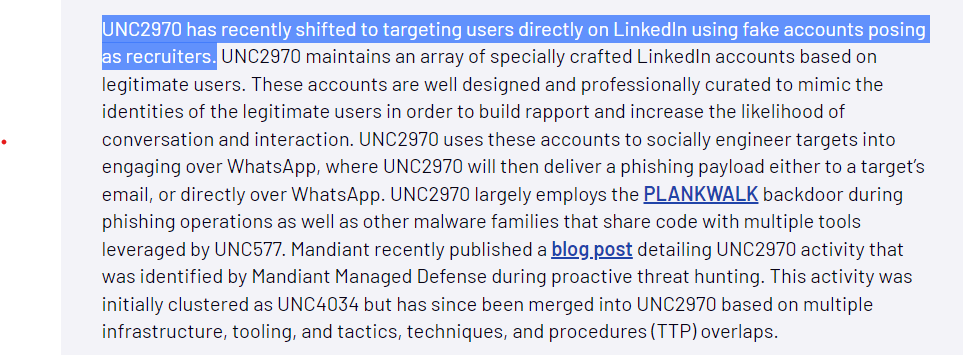 UNC2970 has recently shifted to targeting users directly on LinkedIn using fake accounts posing
as recruiters. UNC2970 maintains an array of specially crafted LinkedIn accounts based on
legitimate users. These accounts are well designed and professionally curated to mimic the
identities of the legitimate users in order to build rapport and increase the likelihood of
conversation and interaction. UNC2970 uses these accounts to socially engineer targets into
engaging over WhatsApp, where UNC2970 will then deliver a phishing payload either to a target's
email, or directly over WhatsApp. UNC2970 largely employs the PLANKWALK backdoor during
phishing operations as well as other malware families that share code with multiple tools
leveraged by UNC577. Mandiant recently published a blog post detailing UNC2970 activity that
was identified by Mandiant Managed Defense during proactive threat hunting. This activity was
initially clustered as UNC4034 but has since been merged into UNC2970 based on multiple
infrastructure, tooling, and tactics, techniques, and procedures (TTP) overlaps.